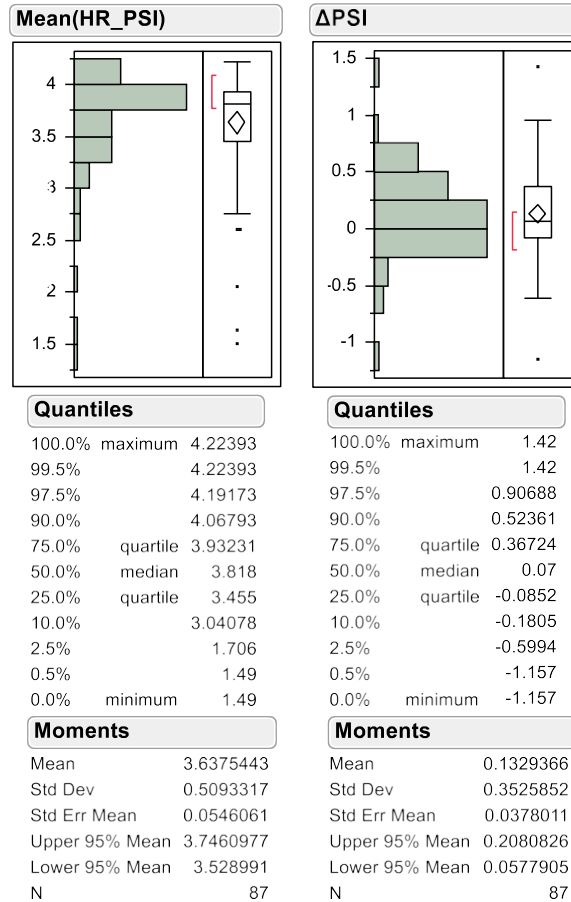 Mean(HR_PSI)
4
3.5
3
2.5
2
1.5
Quantiles
100.0% maximum 4.22393
99.5% 4.22393
97.5% 4.19173
90.0% 4.06793
75.0% quartile 3.93231
50.0% median 3.818
25.0% quartile 3.455
10.0% 3.04078
2.5% 1.706
0.5% 1.49
0.0% minimum 1.49
Moments
Mean 3.6375443
Std Dev 0.5093317
Std Err Mean 0.0546061
Upper 95% Mean 3.7460977
Lower 95% Mean 3.528991
N 87
ΔPSI
1.5
1
0.5
0
-0.5
-1
Quantiles
100.0% maximum 1.42
99.5% 1.42
97.5% 0.90688
90.0% 0.52361
75.0% quartile 0.36724
50.0% median 0.07
25.0% quartile -0.0852
10.0% -0.1805
2.5% -0.5994
0.5% -1.157
0.0% minimum -1.157
Moments
Mean 0.1329366
Std Dev 0.3525852
Std Err Mean 0.0378011
Upper 95% Mean 0.2080826
Lower 95% Mean 0.0577905
N 87